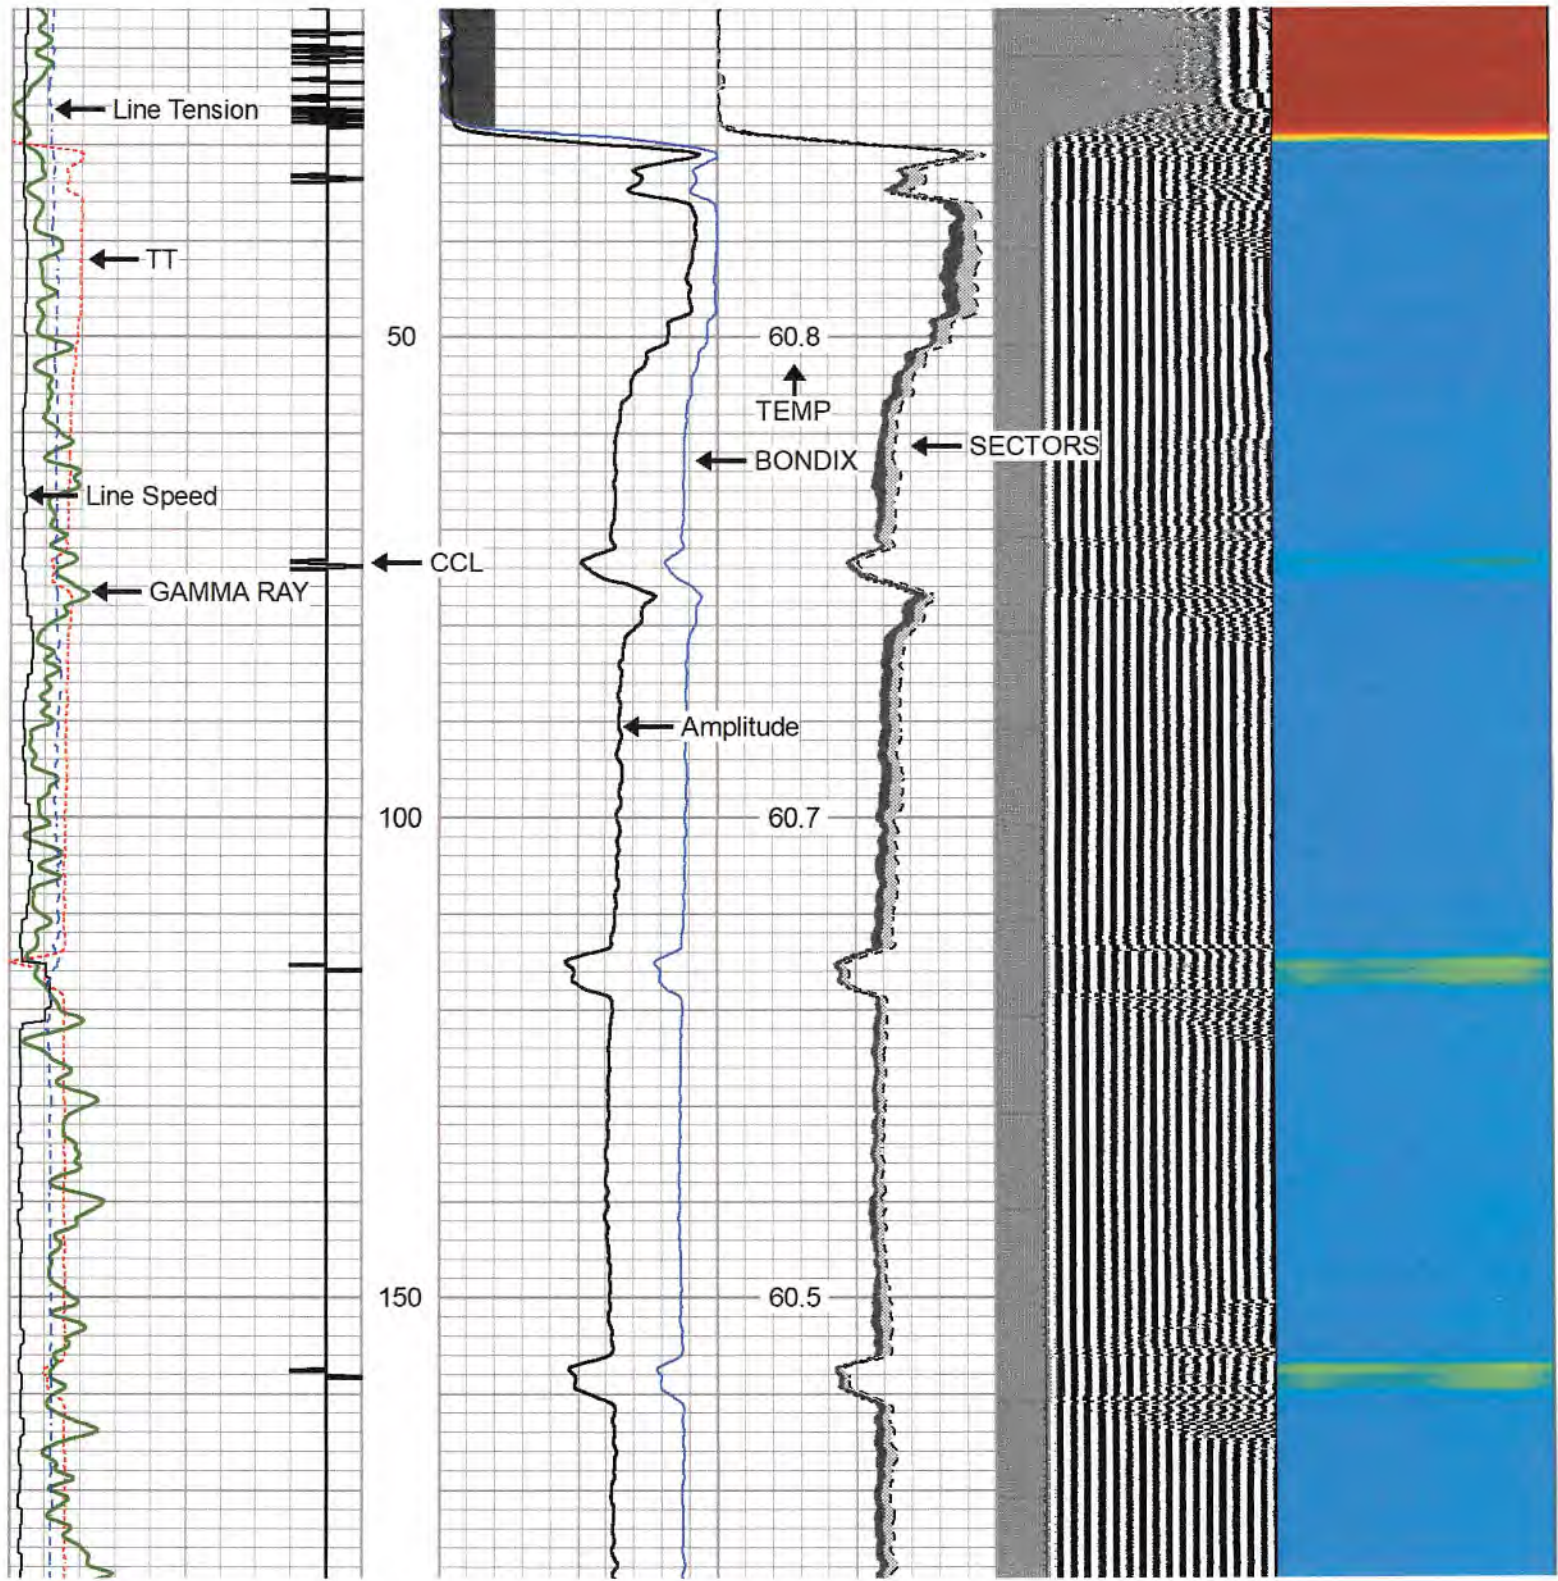 Line Tension
TT
50
60.8
TEMP
SECTORS
BONDIX
Line Speed
CCL
GAMMA RAY
Amplitude
100
60.7
150
60.5